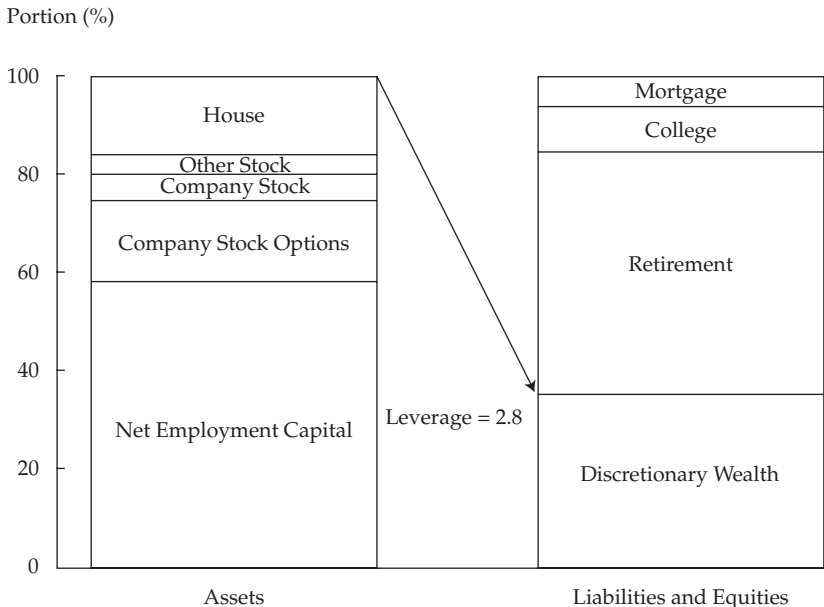 Portion (%)
100
80
60
40
20
0
House
Other Stock
Company Stock
Company Stock Options
Net Employment Capital
Assets
Leverage = 2.8
Mortgage
College
Retirement
Discretionary Wealth
Liabilities and Equities